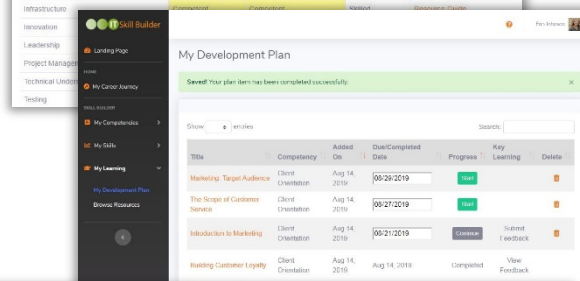 Infrastructure Competent Competent Skilled Resource Guide
Innovation
Leadership
Project Manager
Technical Unders
Testing
ITSkill Builder
Landing Page
HOME
My Career Journey
SKILL BUILDER
My Competencies
My Skills
My Learning
My Development Plan
Browse Resources
My Development Plan
Saved! Your plan item has been completed successfully. ×
Show entries Search:
Title Competency Added On Due/Completed Date Progress Key Learning Delete
Marketing: Target Audience Client Orientation Aug 14, 2019 08/29/2019 Start
The Scope of Customer Service Client Orientation Aug 14, 2019 08/27/2019 Start
Introduction to Marketing Client Orientation Aug 14, 2019 08/21/2019 Continue Submit Feedback
Building Customer Loyalty Client Orientation Aug 14, 2019 Aug 14, 2019 Completed View Feedback